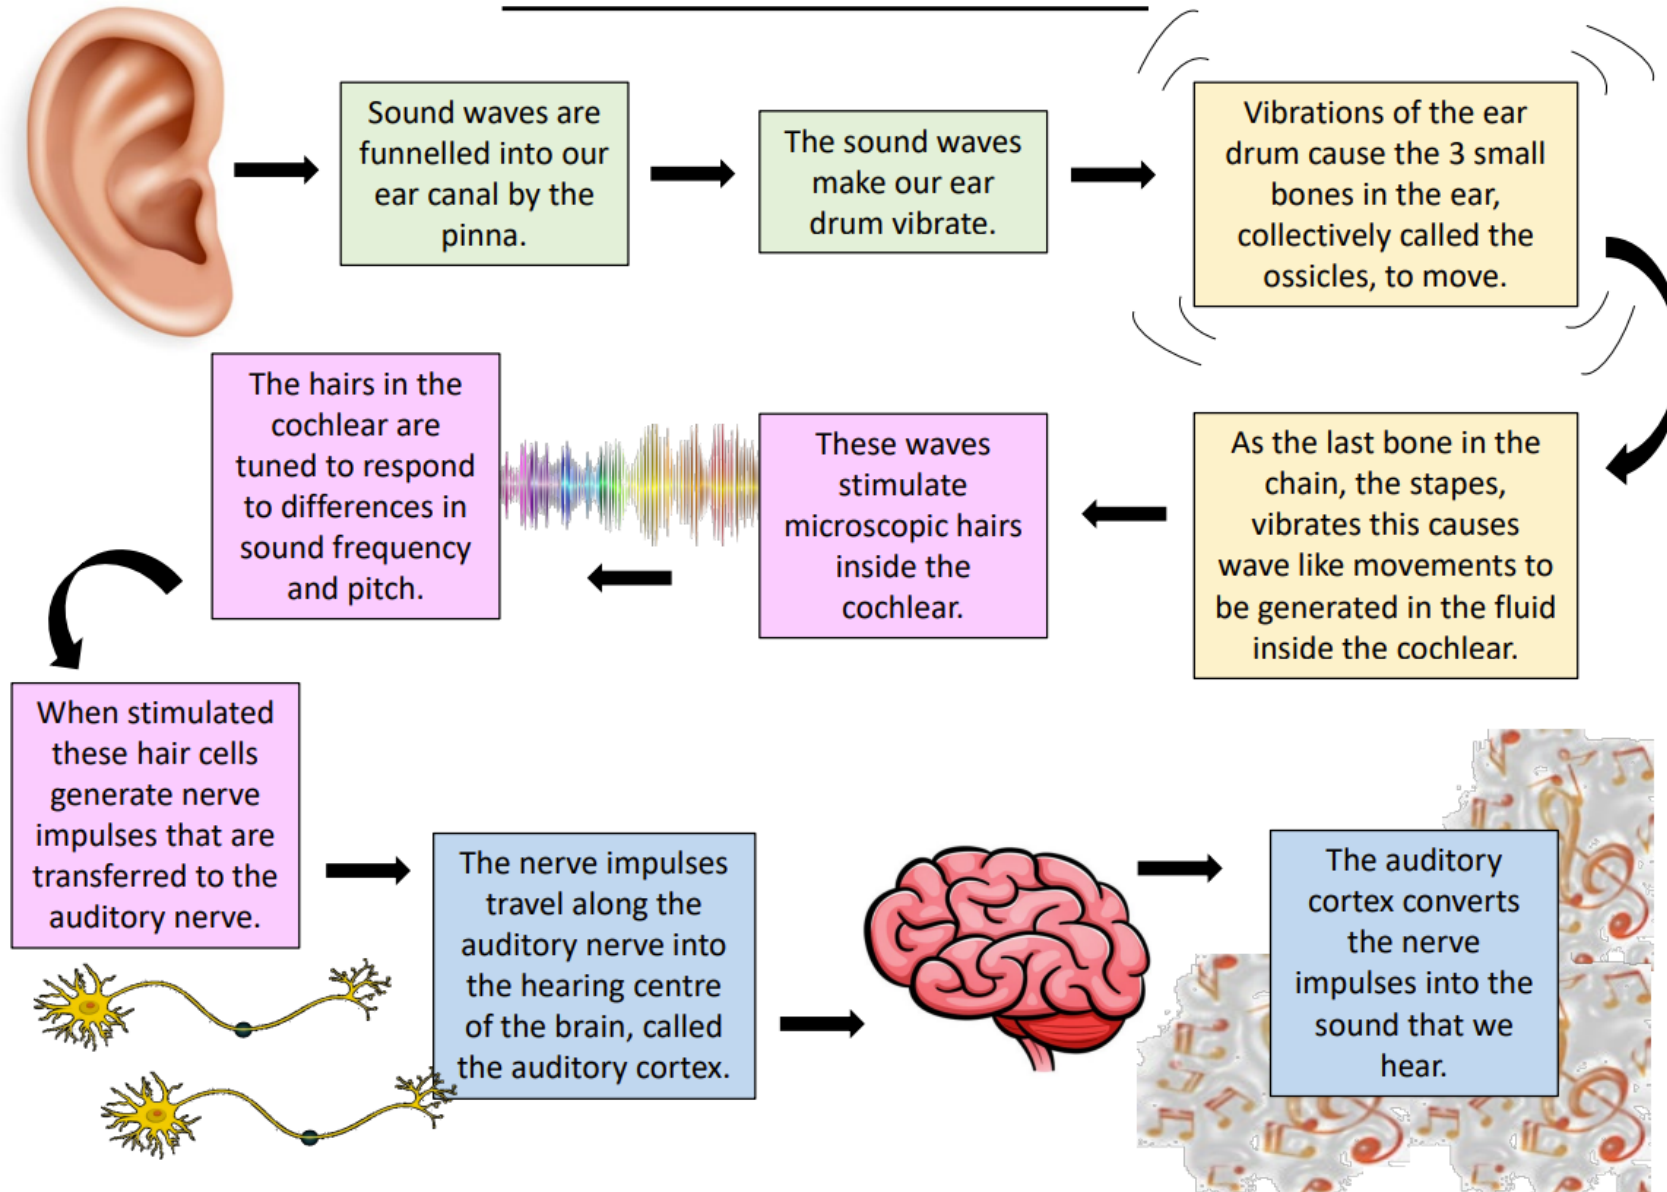 Sound waves are
funnelled into our
ear canal by the
pinna.
The sound waves
make our ear
drum vibrate.
Vibrations of the ear
drum cause the 3 small
bones in the ear,
collectively called the
ossicles, to move.
As the last bone in the
chain, the stapes,
vibrates this causes
wave like movements to
be generated in the fluid
inside the cochlear.
These waves
stimulate
microscopic hairs
inside the
cochlear.
The hairs in the
cochlear are
tuned to respond
to differences in
sound frequency
and pitch.
When stimulated
these hair cells
generate nerve
impulses that are
transferred to the
auditory nerve.
The nerve impulses
travel along the
auditory nerve into
the hearing centre
of the brain, called
the auditory cortex.
The auditory
cortex converts
the nerve
impulses into the
sound that we
hear.